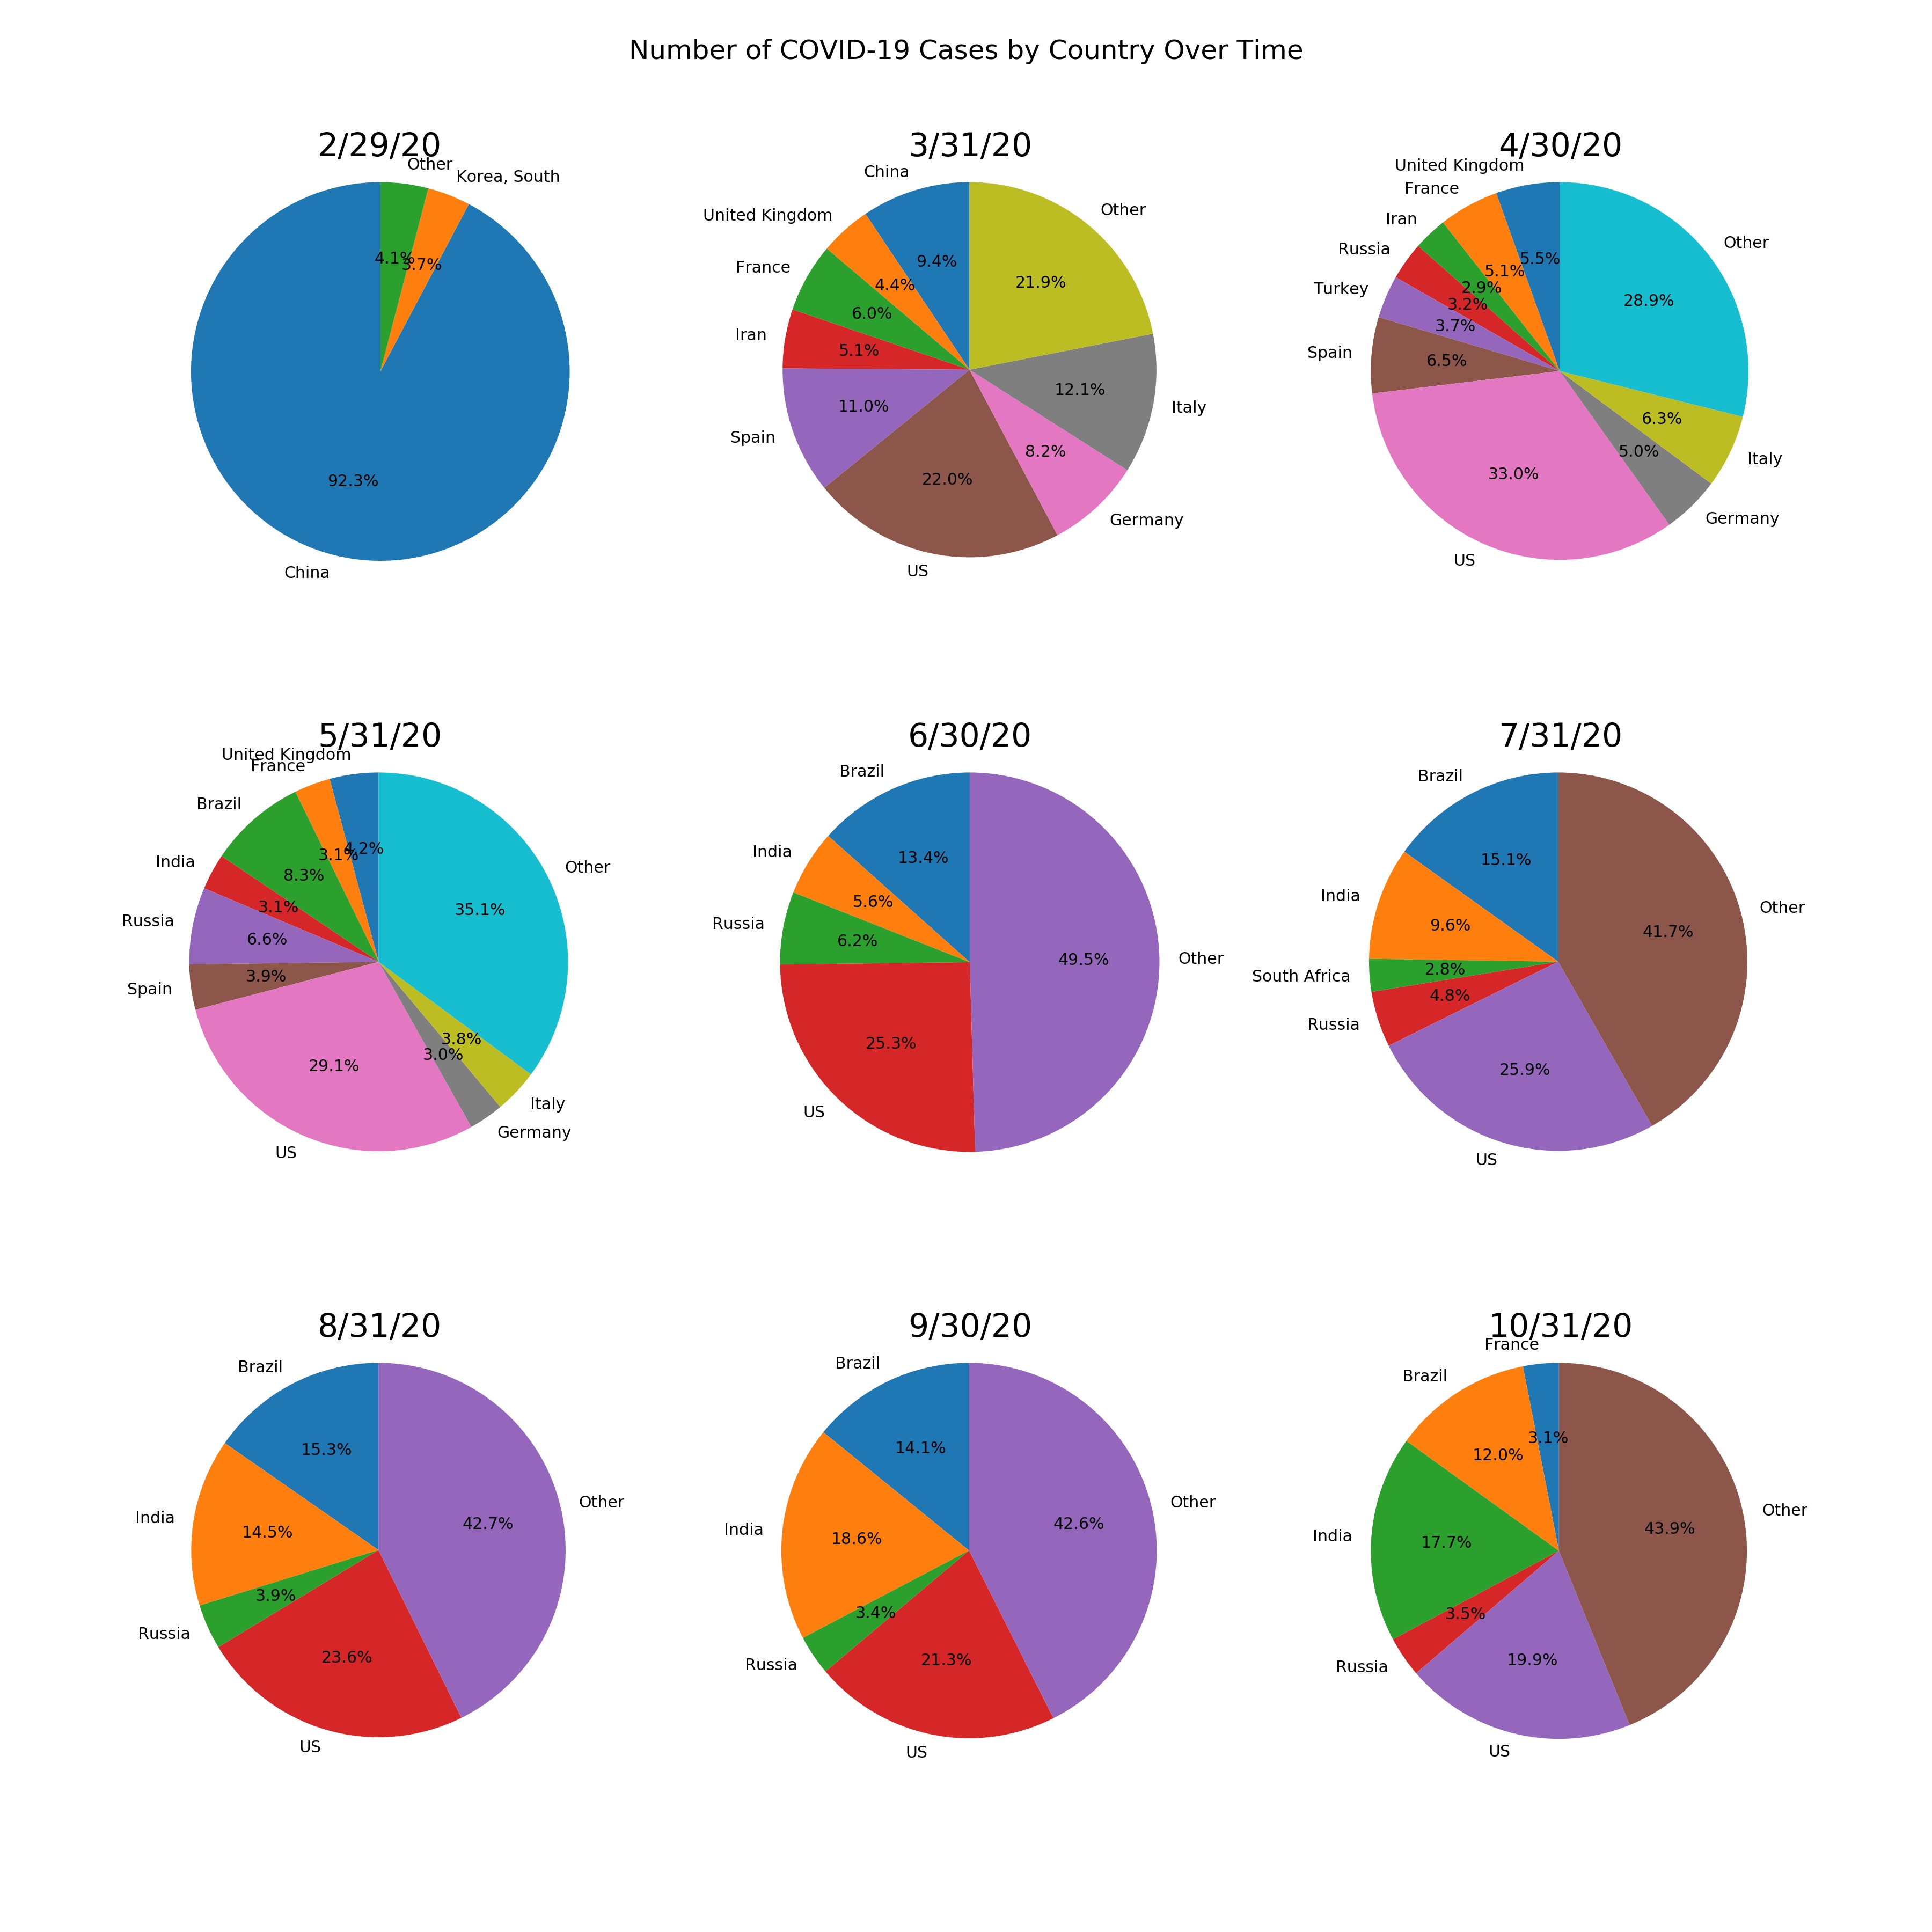 Number of COVID-19 Cases by Country Over Time
2/29/20
Other
Korea, South
4.1%
3.7%
92.3%
China
3/31/20
China
United Kingdom
France
Iran
Spain
US
Germany
Italy
Other
9.4%
4.4%
6.0%
5.1%
11.0%
22.0%
8.2%
12.1%
21.9%
4/30/20
United Kingdom
France
Iran
Russia
Turkey
Spain
US
Germany
Italy
Other
5.5%
5.1%
2.9%
3.2%
3.7%
6.5%
33.0%
5.0%
6.3%
28.9%
5/31/20
United Kingdom
France
Brazil
India
Russia
Spain
US
Germany
Italy
Other
4.2%
3.1%
8.3%
3.1%
6.6%
3.9%
29.1%
3.0%
3.8%
35.1%
6/30/20
Brazil
India
Russia
US
Other
13.4%
5.6%
6.2%
25.3%
49.5%
7/31/20
Brazil
India
South Africa
Russia
US
Other
15.1%
9.6%
2.8%
4.8%
25.9%
41.7%
8/31/20
Brazil
India
Russia
US
Other
15.3%
14.5%
3.9%
23.6%
42.7%
9/30/20
Brazil
India
Russia
US
Other
14.1%
18.6%
3.4%
21.3%
42.6%
10/31/20
France
Brazil
India
Russia
US
Other
3.1%
12.0%
17.7%
3.5%
19.9%
43.9%